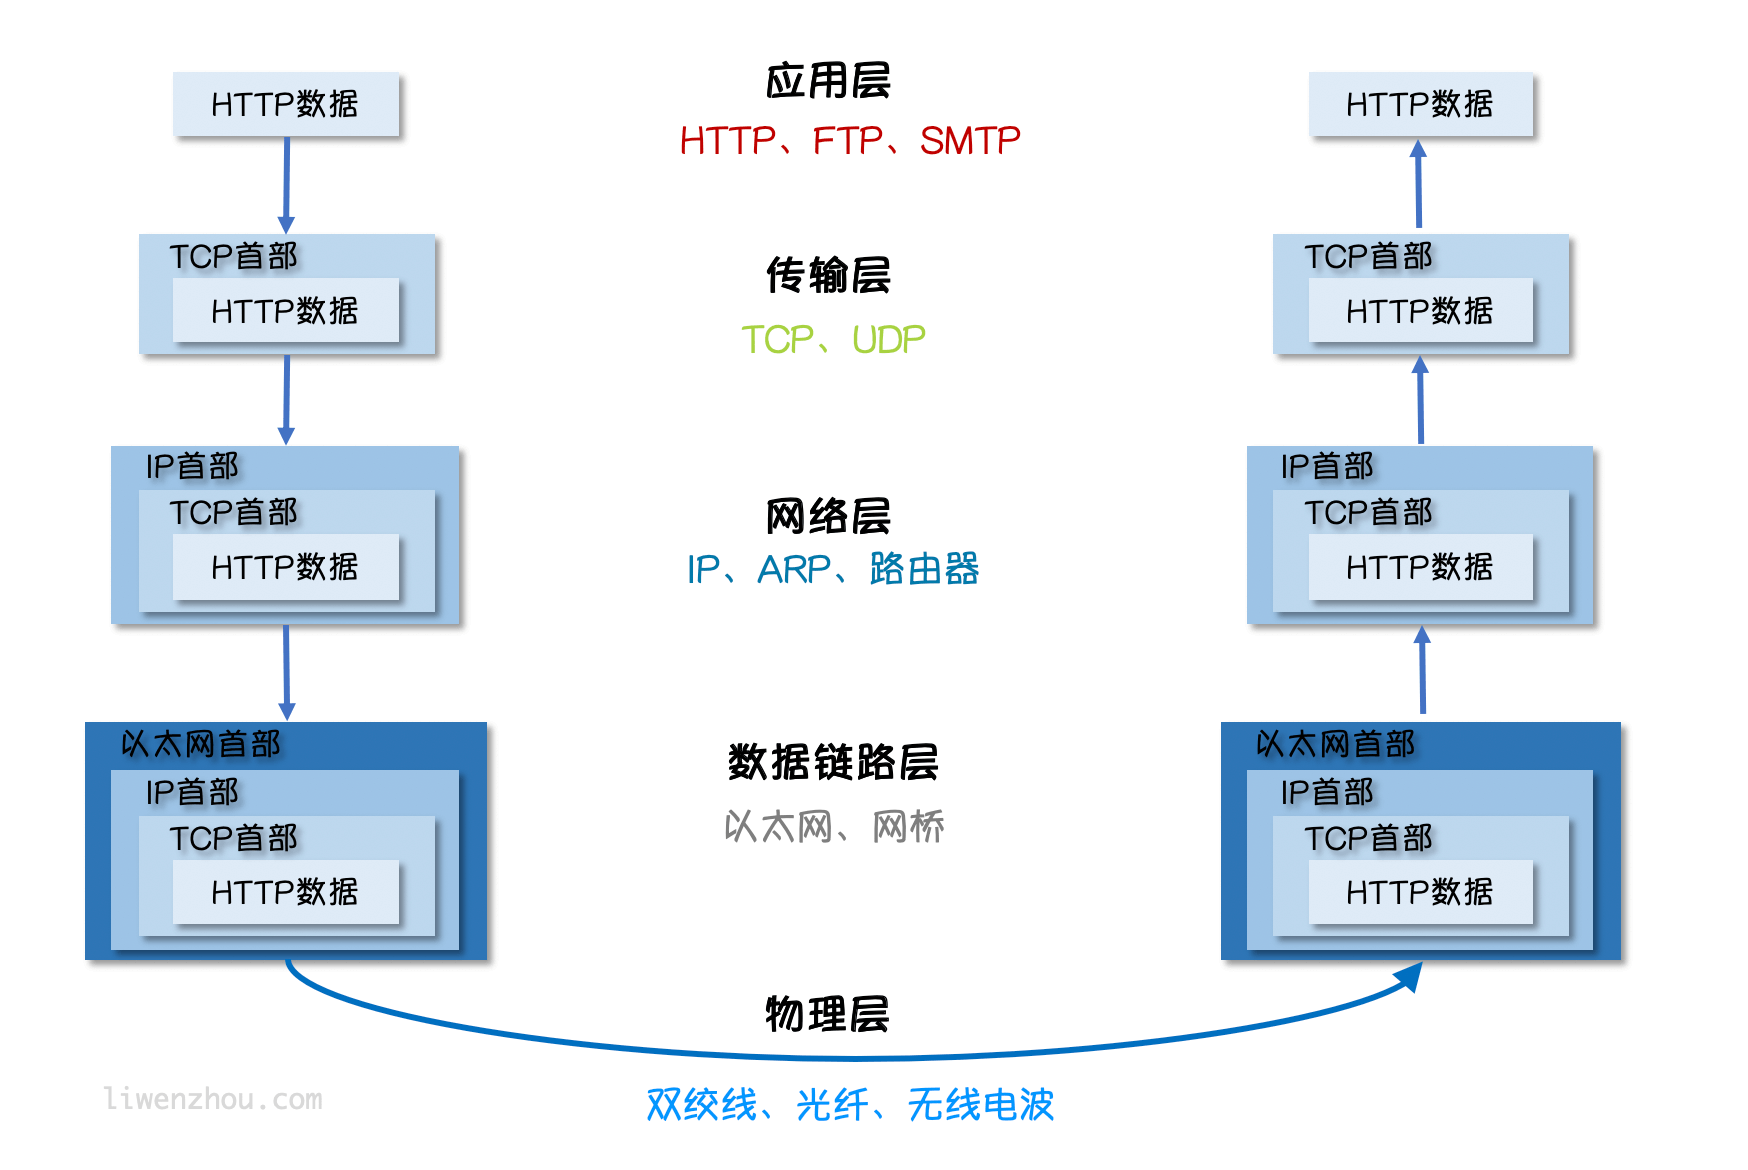 HTTP数据
应用层
HTTP、FTP、SMTP
HTTP数据
TCP首部
HTTP数据
传输层
TCP、UDP
TCP首部
HTTP数据
IP首部
TCP首部
HTTP数据
网络层
IP、ARP、路由器
IP首部
TCP首部
HTTP数据
以太网首部
IP首部
TCP首部
HTTP数据
数据链路层
以太网、网桥
以太网首部
IP首部
TCP首部
HTTP数据
物理层
双绞线、光纤、无线电波
liwenzhou.com